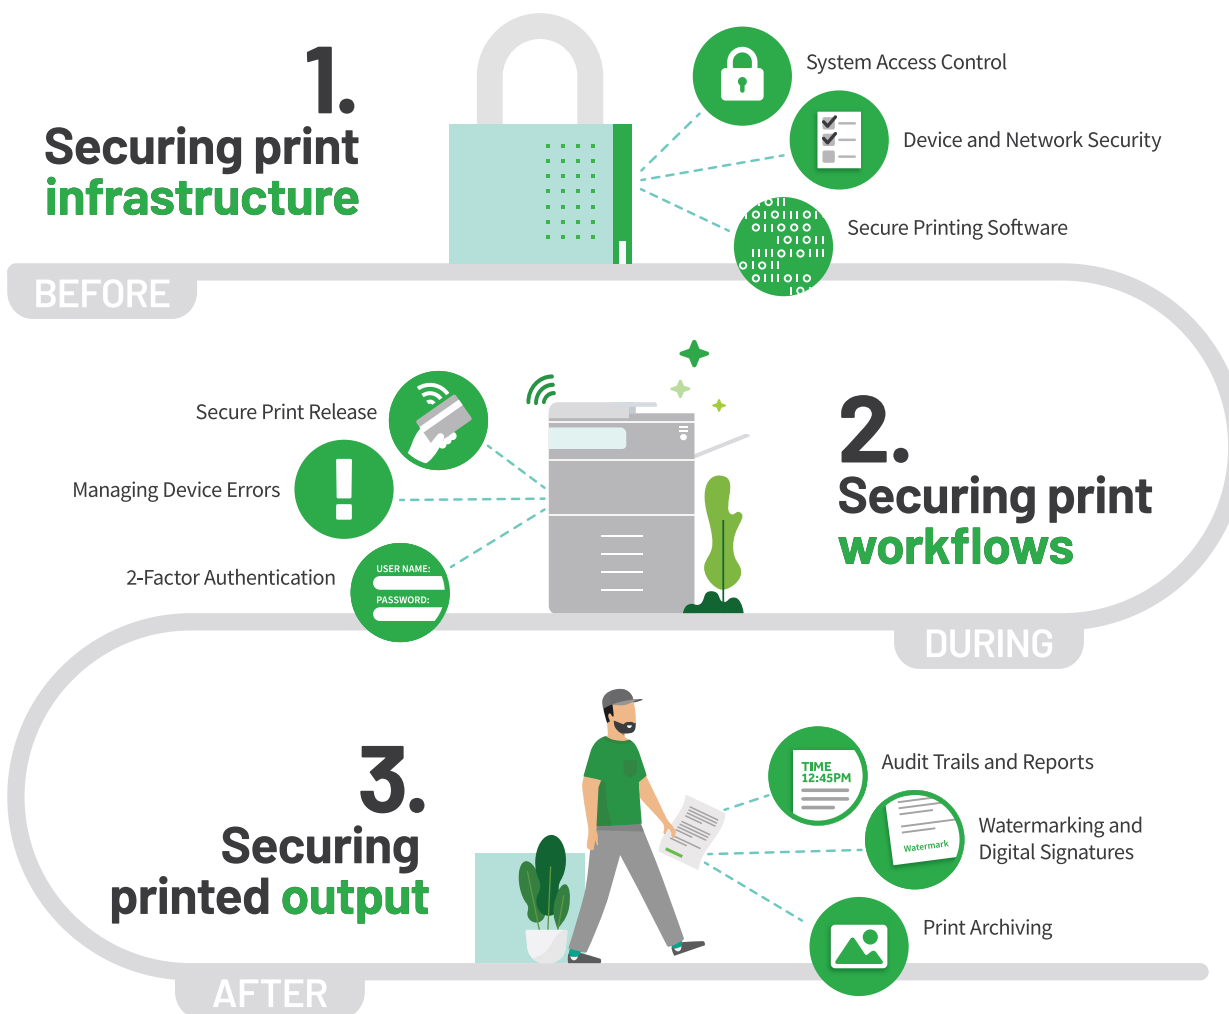 1.
Securing print
infrastructure
System Access Control
Device and Network Security
Secure Printing Software
BEFORE
Secure Print Release
Managing Device Errors
2-Factor Authentication
USER NAME:
PASSWORD:
2.
Securing print
workflows
DURING
3.
Securing
printed output
TIME
12:45PM
Audit Trails and Reports
Watermark
Watermarking and
Digital Signatures
Print Archiving
AFTER